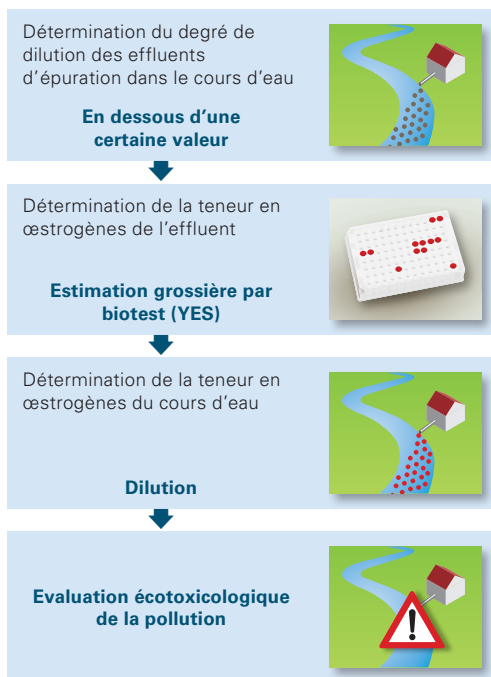 Détermination du degré de
dilution des effluents
d’épuration dans le cours d’eau
En dessous d’une
certaine valeur
Détermination de la teneur en
œstrogènes de l’effluent
Estimation grossière par
biotest (YES)
Détermination de la teneur en
œstrogènes du cours d’eau
Dilution
Evaluation écotoxicologique
de la pollution